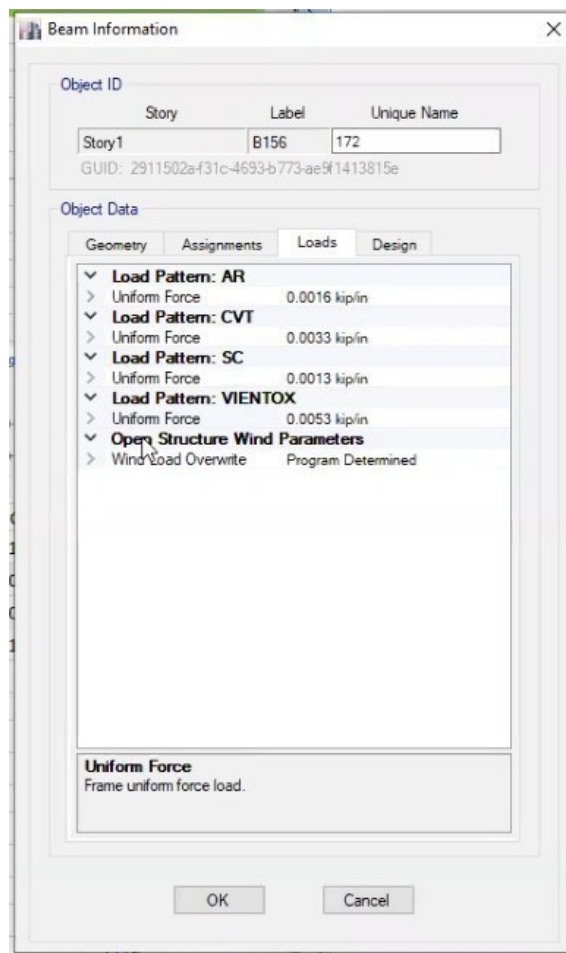 Beam Information
Object ID
Story Label Unique Name
Story1 B156 172
GUID: 2911502a-f31c-4693-b773-ae9f1413815e
Object Data
Geometry Assignments Loads Design
Load Pattern: AR
Uniform Force 0.0016 kip/in
Load Pattern: CVT
Uniform Force 0.0033 kip/in
Load Pattern: SC
Uniform Force 0.0013 kip/in
Load Pattern: VIENTOX
Uniform Force 0.0053 kip/in
Open Structure Wind Parameters
Wind Load Overwrite Program Determined
Uniform Force
Frame uniform force load.
OK Cancel